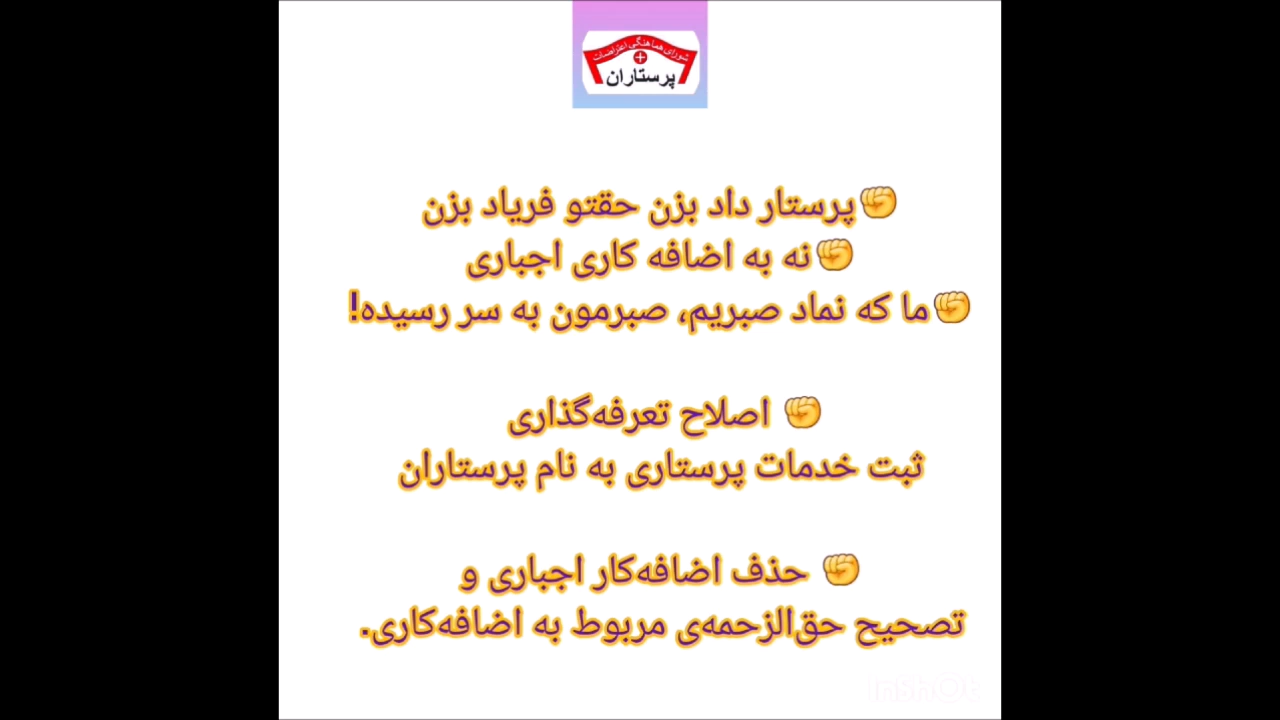 شورای هماهنگی اعتراضات
پرستاران
✊پرستار داد بزن حقتو فریاد بزن
✊نه به اضافه کاری اجباری
✊ما که نماد صبریم، صبرمون به سر رسیده!
✊ اصلاح تعرفه‌گذاری
ثبت خدمات پرستاری به نام پرستاران
✊ حذف اضافه‌کار اجباری و
تصحیح حق‌الزحمه‌ی مربوط به اضافه‌کاری.
InShOt